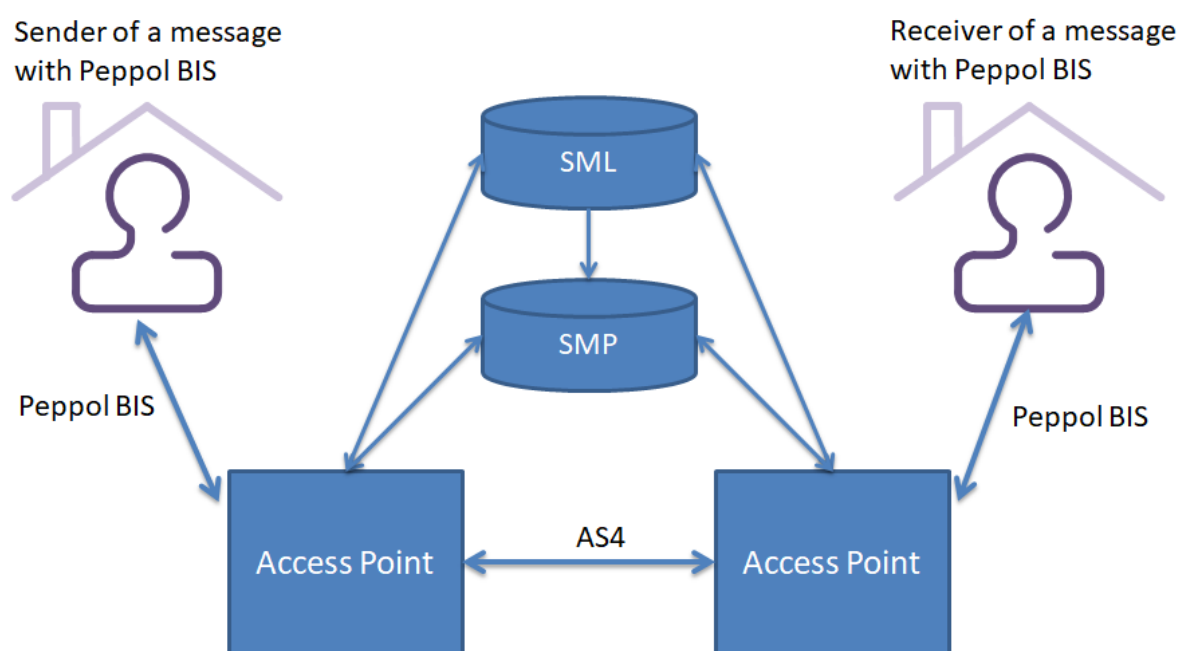 Sender of a message
with Peppol BIS
Receiver of a message
with Peppol BIS
SML
SMP
Peppol BIS
Peppol BIS
AS4
Access Point
Access Point